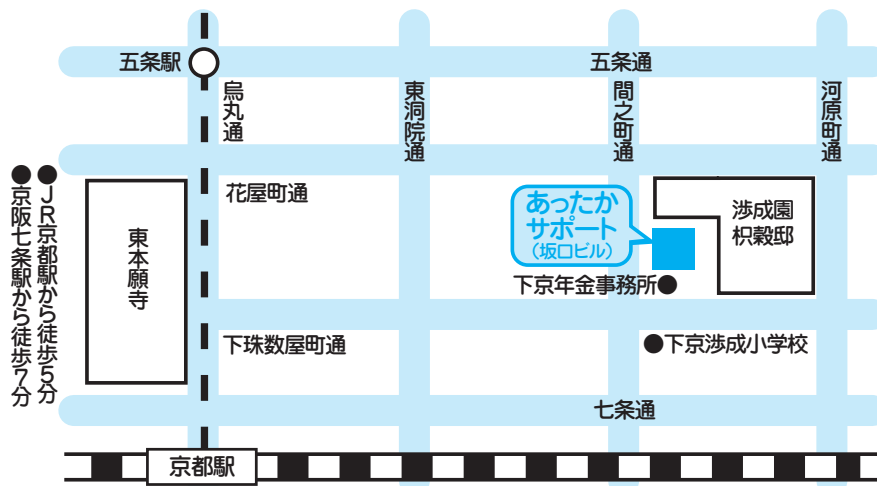 五条駅
五条通
烏丸通
東洞院通
間之町通
河原町通
花屋町通
あったか
サポート
(坂口ビル)
渉成園
枳殻邸
東本願寺
下京年金事務所●
下珠数屋町通
●下京渉成小学校
●JR京都駅から徒歩5分
●京阪七条駅から徒歩7分
七条通
京都駅